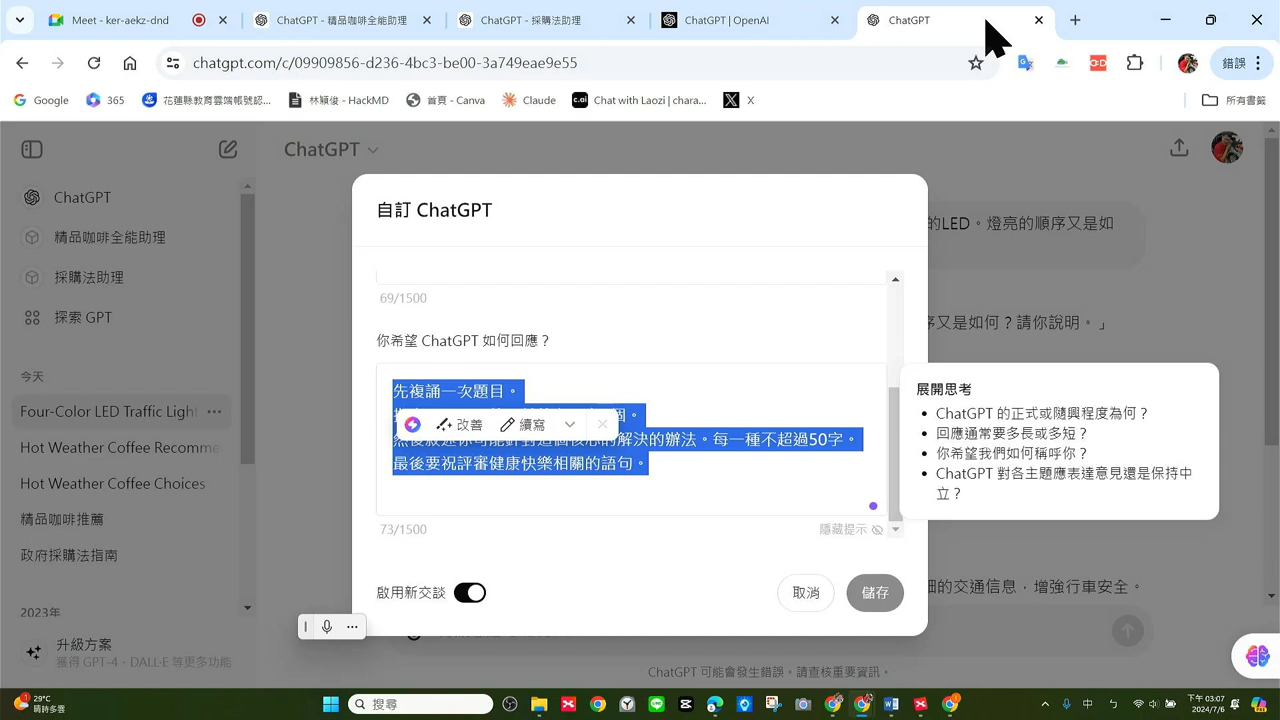 Meet - ker-aekz-dnd
ChatGPT - 精品咖啡全能助理
ChatGPT - 採購法助理
ChatGPT | OpenAI
ChatGPT
chatgpt.com/c/09909856-d236-4bc3-be00-3a749eae9e55
錯誤
Google
365
花蓮縣教育雲端帳號認...
林穎俊 - HackMD
首頁 - Canva
Claude
Chat with Laozi | chara...
X
所有書籤
ChatGPT
精品咖啡全能助理
採購法助理
探索 GPT
今天
Four-Color LED Traffic Light
Hot Weather Coffee Recomme
Hot Weather Coffee Choices
精品咖啡推薦
政府採購法指南
2023年
升級方案
獲得 GPT-4、DALL·E 等更多功能
ChatGPT
的LED。燈亮的順序又是如
序又是如何？請你說明。」
細的交通信息，增強行車安全。
ChatGPT 可能會發生錯誤。請查核重要資訊。
自訂 ChatGPT
69/1500
你希望 ChatGPT 如何回應？
先複誦一次題目。
個。
改善
續寫
解決的辦法。每一種不超過50字。
最後要祝評審健康快樂相關的語句。
73/1500
隱藏提示
啟用新交談
取消
儲存
展開思考
ChatGPT 的正式或隨興程度為何？
回應通常要多長或多短？
你希望我們如何稱呼你？
ChatGPT 對各主題應表達意見還是保持中
立？
29°C
晴時多雲
搜尋
中
下午 03:07
2024/7/6